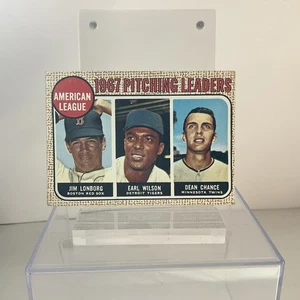 1967 PITCHING LEADERS
AMERICAN
LEAGUE
B
JIM LONBORG
BOSTON RED SOX
EARL WILSON
DETROIT TIGERS
DEAN CHANCE
MINNESOTA TWINS